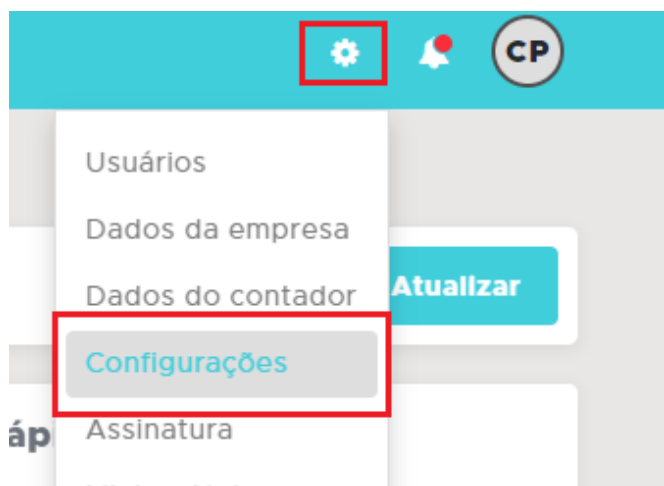 CP
Usuários
Dados da empresa
Dados do contador
Atualizar
Configurações
Assinatura